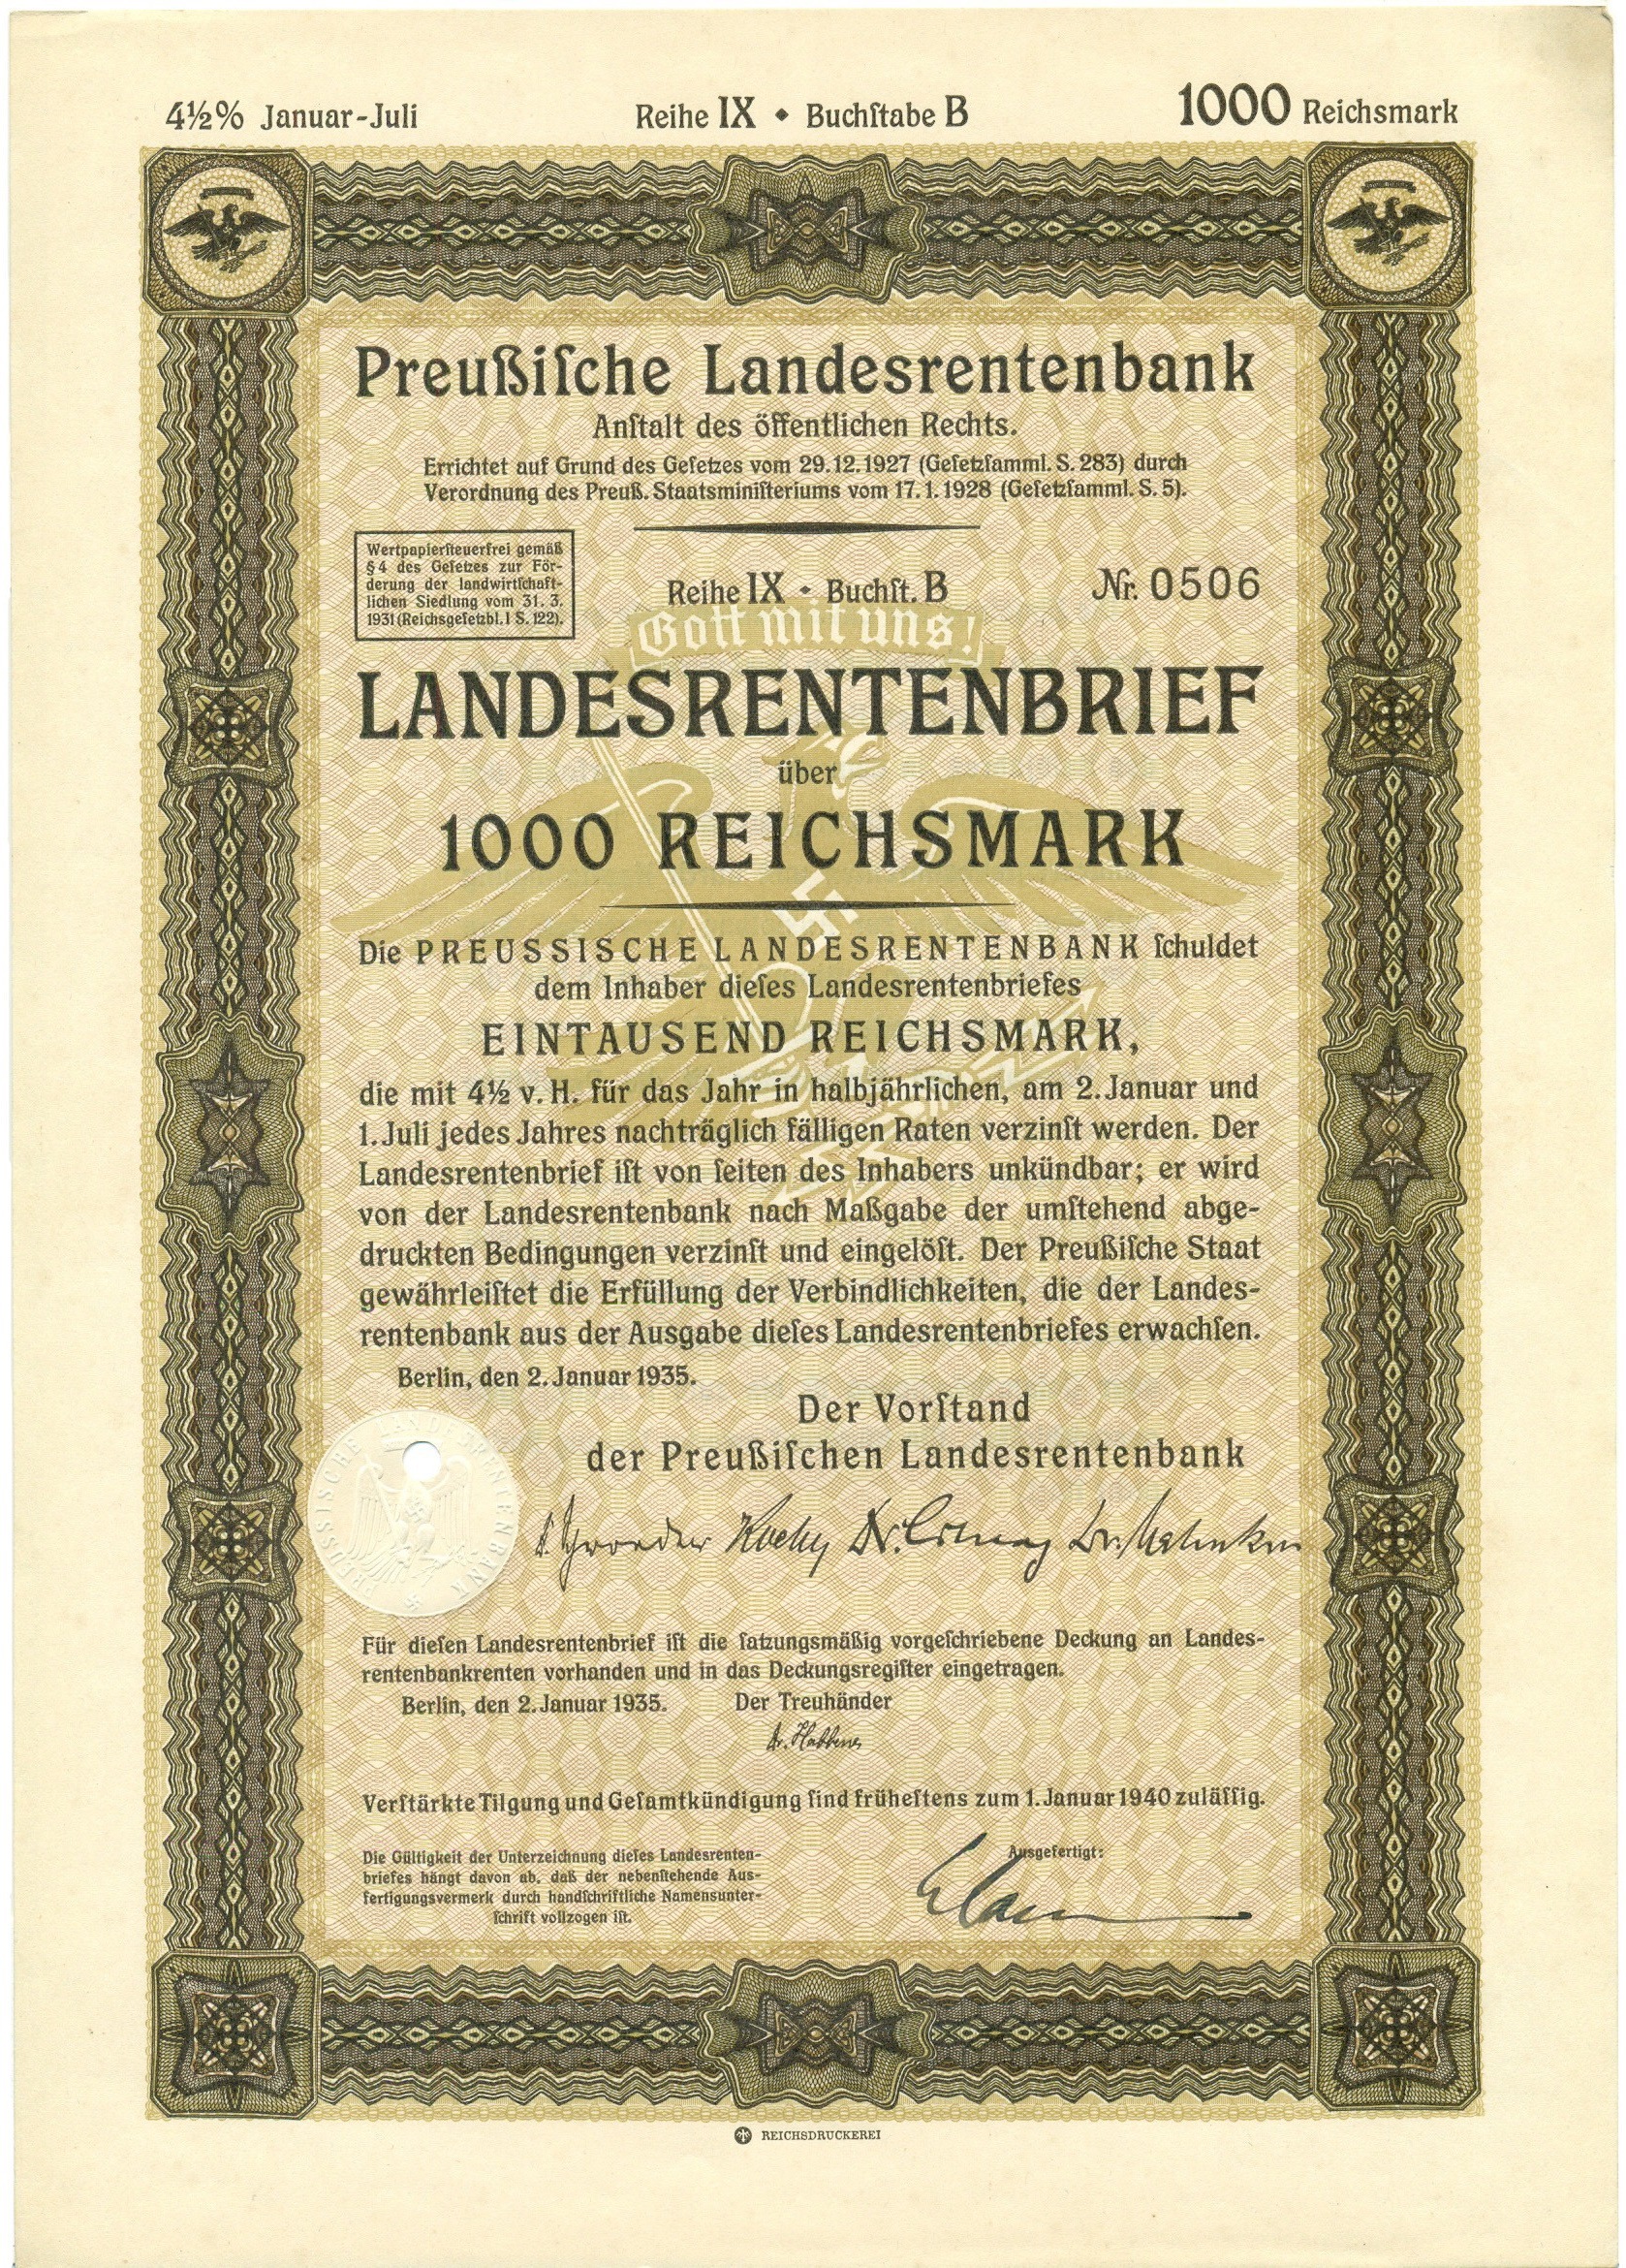 4½% Januar-Juli Reihe IX • Buchſtabe B 1000 Reichsmark
Preußiſche Landesrentenbank
Anſtalt des öffentlichen Rechts.
Errichtet auf Grund des Geſetzes vom 29.12.1927 (Geſetzſamml. S. 283) durch
Verordnung des Preuß. Staatsminiſteriums vom 17.1.1928 (Geſetzſamml. S. 5).
Wertpapierſteuerfrei gemäß
§ 4 des Geſetzes zur För-
derung der landwirtſchaft-
lichen Siedlung vom 31. 3.
1931 (Reichsgeſetzbl. I S. 122).
Reihe IX • Buchſt. B
Nr. 0506
Gott mit uns!
LANDESRENTENBRIEF
über
1000 REICHSMARK
Die PREUSSISCHE LANDESRENTENBANK ſchuldet
dem Inhaber dieſes Landesrentenbriefes
EINTAUSEND REICHSMARK,
die mit 4½ v. H. für das Jahr in halbjährlichen, am 2. Januar und
1. Juli jedes Jahres nachträglich fälligen Raten verzinſt werden. Der
Landesrentenbrief iſt von ſeiten des Inhabers unkündbar; er wird
von der Landesrentenbank nach Maßgabe der umſtehend abge-
druckten Bedingungen verzinſt und eingelöſt. Der Preußiſche Staat
gewährleiſtet die Erfüllung der Verbindlichkeiten, die der Landes-
rentenbank aus der Ausgabe dieſes Landesrentenbriefes erwachſen.
Berlin, den 2. Januar 1935.
Der Vorſtand
der Preußiſchen Landesrentenbank
PREUSSISCHE LANDESRENTENBANK
Für dieſen Landesrentenbrief iſt die ſatzungsmäßig vorgeſchriebene Deckung an Landes-
rentenbankrenten vorhanden und in das Deckungsregiſter eingetragen.
Berlin, den 2. Januar 1935. Der Treuhänder
Verſtärkte Tilgung und Geſamtkündigung ſind früheſtens zum 1. Januar 1940 zuläſſig.
Die Gültigkeit der Unterzeichnung dieſes Landesrenten-
briefes hängt davon ab, daß der nebenſtehende Aus-
fertigungsvermerk durch handſchriftliche Namensunter-
ſchrift vollzogen iſt.
Ausgefertigt:
REICHSDRUCKEREI